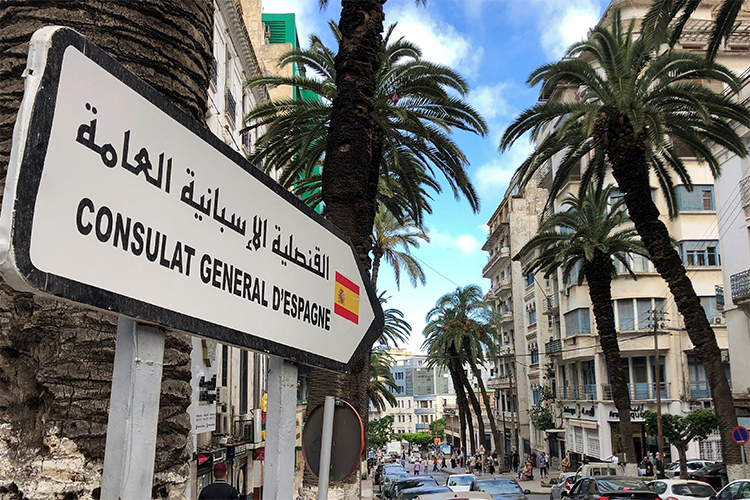 القنصلية الإسبانية العامة
CONSULAT GENERAL D'ESPAGNE